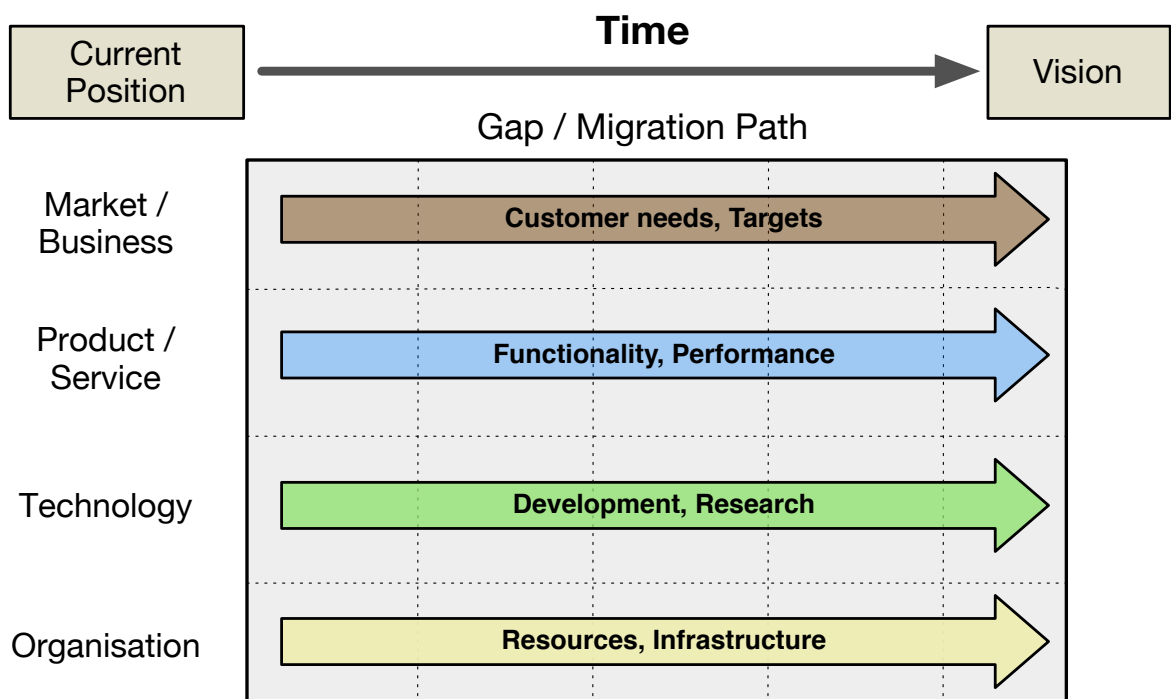 Time
Current
Position
Vision
Gap / Migration Path
Market /
Business
Customer needs, Targets
Product /
Service
Functionality, Performance
Technology
Development, Research
Organisation
Resources, Infrastructure